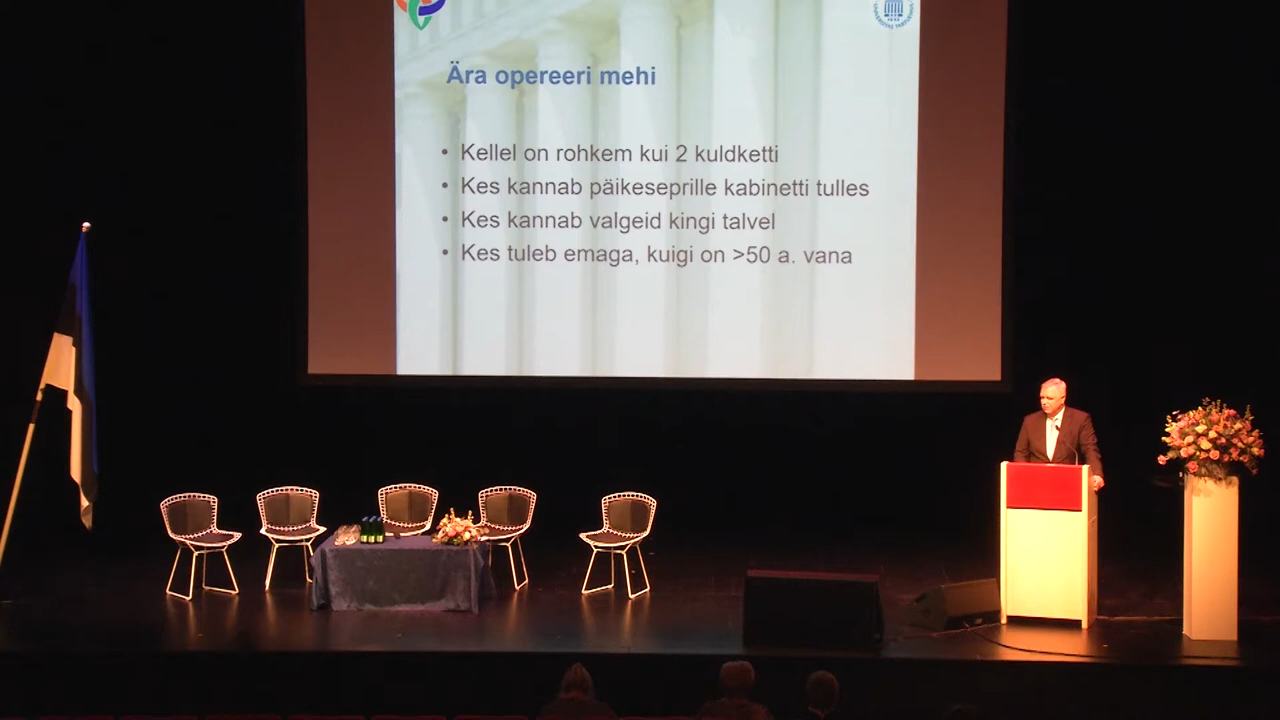 Ära opereeri mehi
• Kellel on rohkem kui 2 kuldketti
• Kes kannab päikeseprille kabinetti tulles
• Kes kannab valgeid kingi talvel
• Kes tuleb emaga, kuigi on >50 a. vana